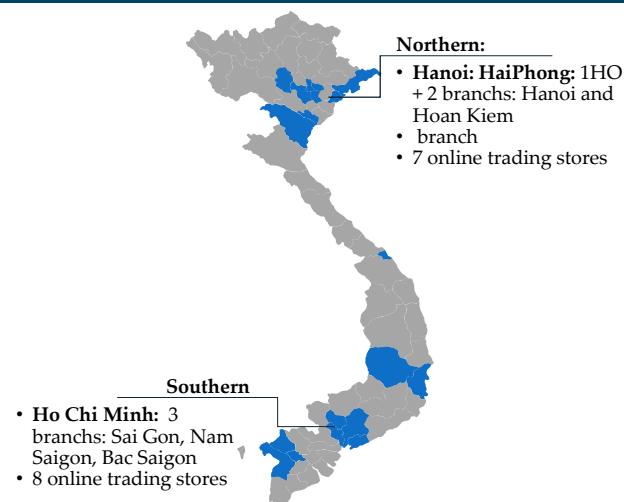 Northern:
• Hanoi: HaiPhong: 1HO
+ 2 branchs: Hanoi and
Hoan Kiem
• branch
• 7 online trading stores
Southern
• Ho Chi Minh: 3
branchs: Sai Gon, Nam
Saigon, Bac Saigon
• 8 online trading stores